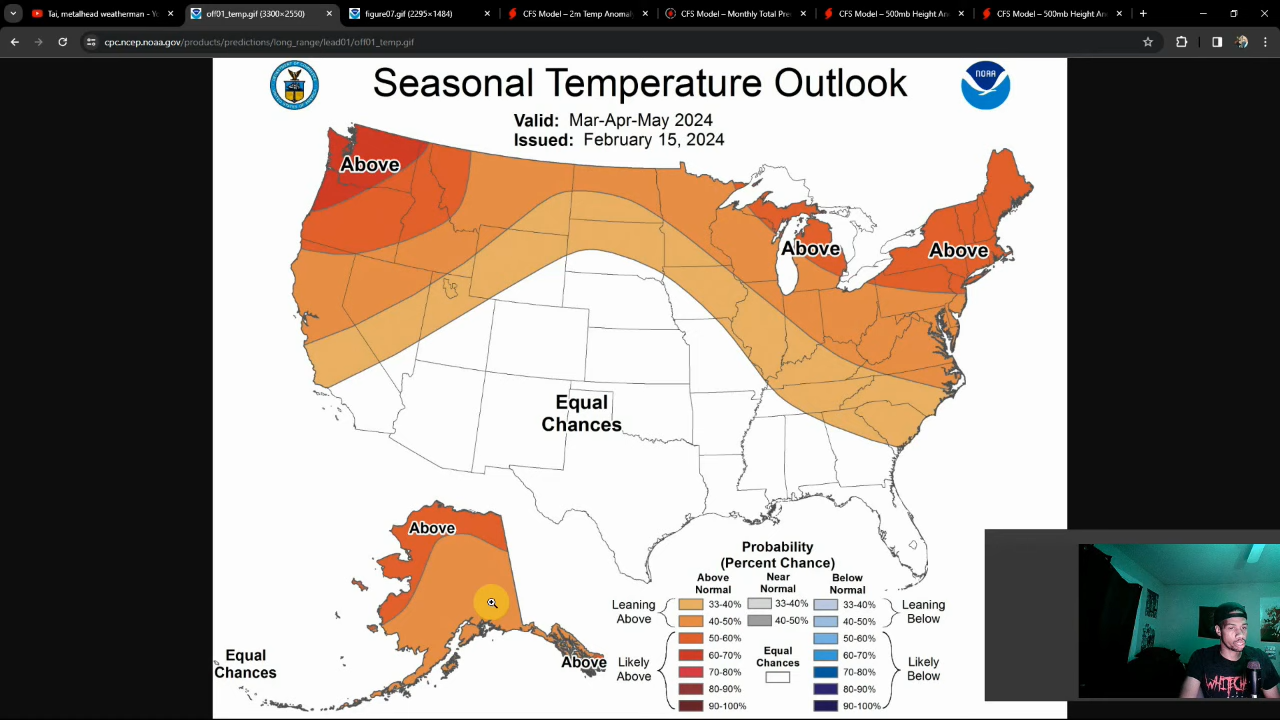 Tai, metalhead weatherman - Yo
off01_temp.gif (3300×2550)
figure07.gif (2295×1484)
CFS Model – 2m Temp Anomal
CFS Model – Monthly Total Pre
CFS Model – 500mb Height An
CFS Model – 500mb Height An
cpc.ncep.noaa.gov/products/predictions/long_range/lead01/off01_temp.gif
Seasonal Temperature Outlook
NOAA
Valid: Mar-Apr-May 2024
Issued: February 15, 2024
Above
Above
Above
Equal
Chances
Above
Above
Equal
Chances
Probability
(Percent Chance)
Above
Normal
Near
Normal
Below
Normal
Leaning
Above
33-40%
40-50%
33-40%
40-50%
33-40%
40-50%
Leaning
Below
Likely
Above
50-60%
60-70%
70-80%
80-90%
90-100%
Equal
Chances
50-60%
60-70%
70-80%
80-90%
90-100%
Likely
Below